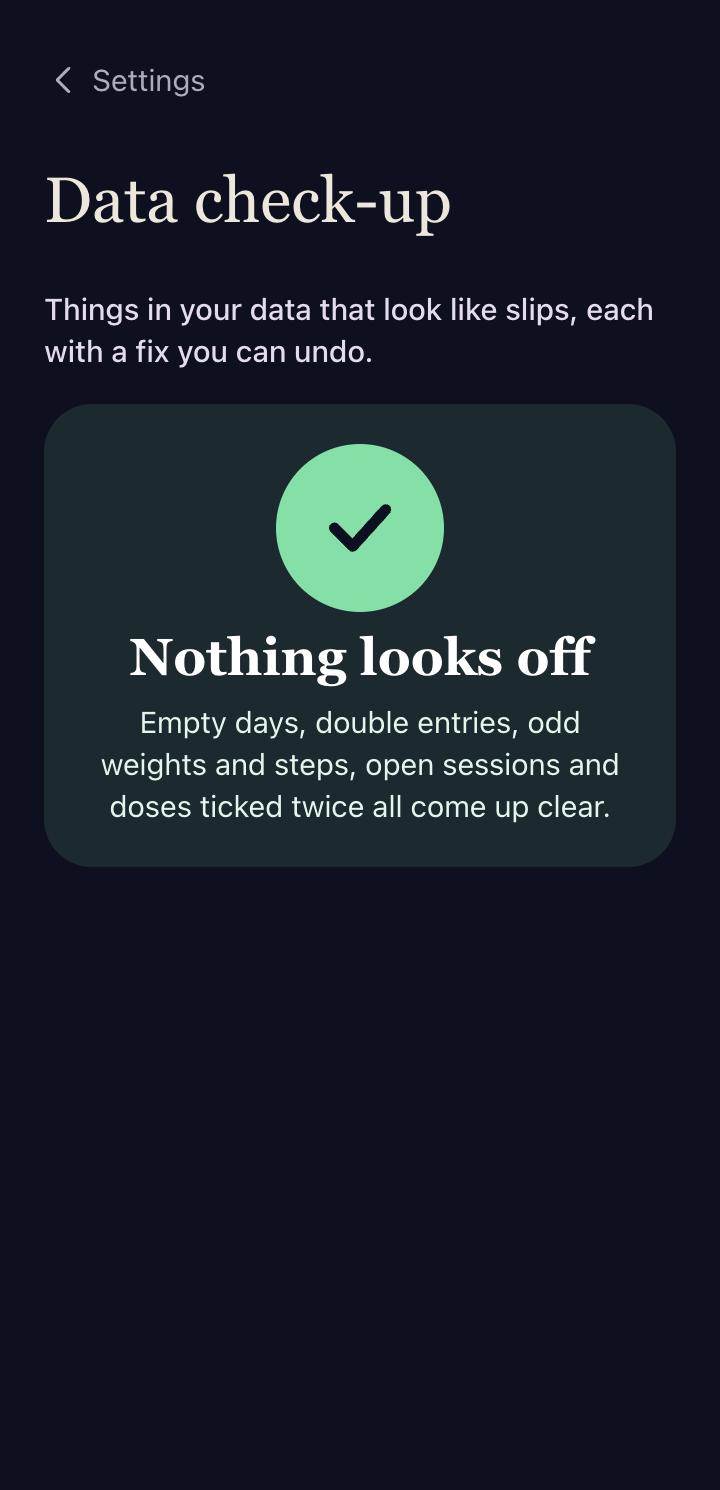 Settings
Data check-up
Things in your data that look like slips, each
with a fix you can undo.
Nothing looks off
Empty days, double entries, odd
weights and steps, open sessions and
doses ticked twice all come up clear.